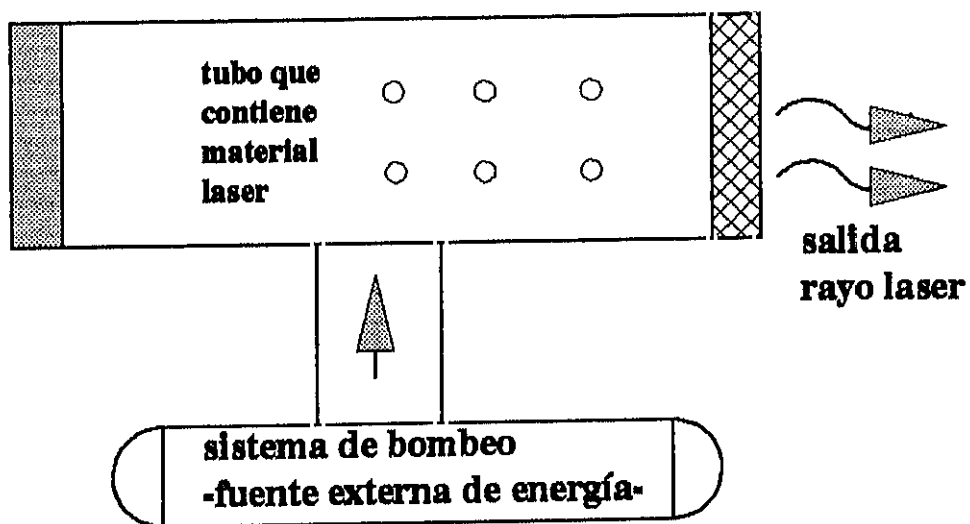 tubo que
contiene
material
laser
salida
rayo laser
sistema de bombeo
-fuente externa de energía-